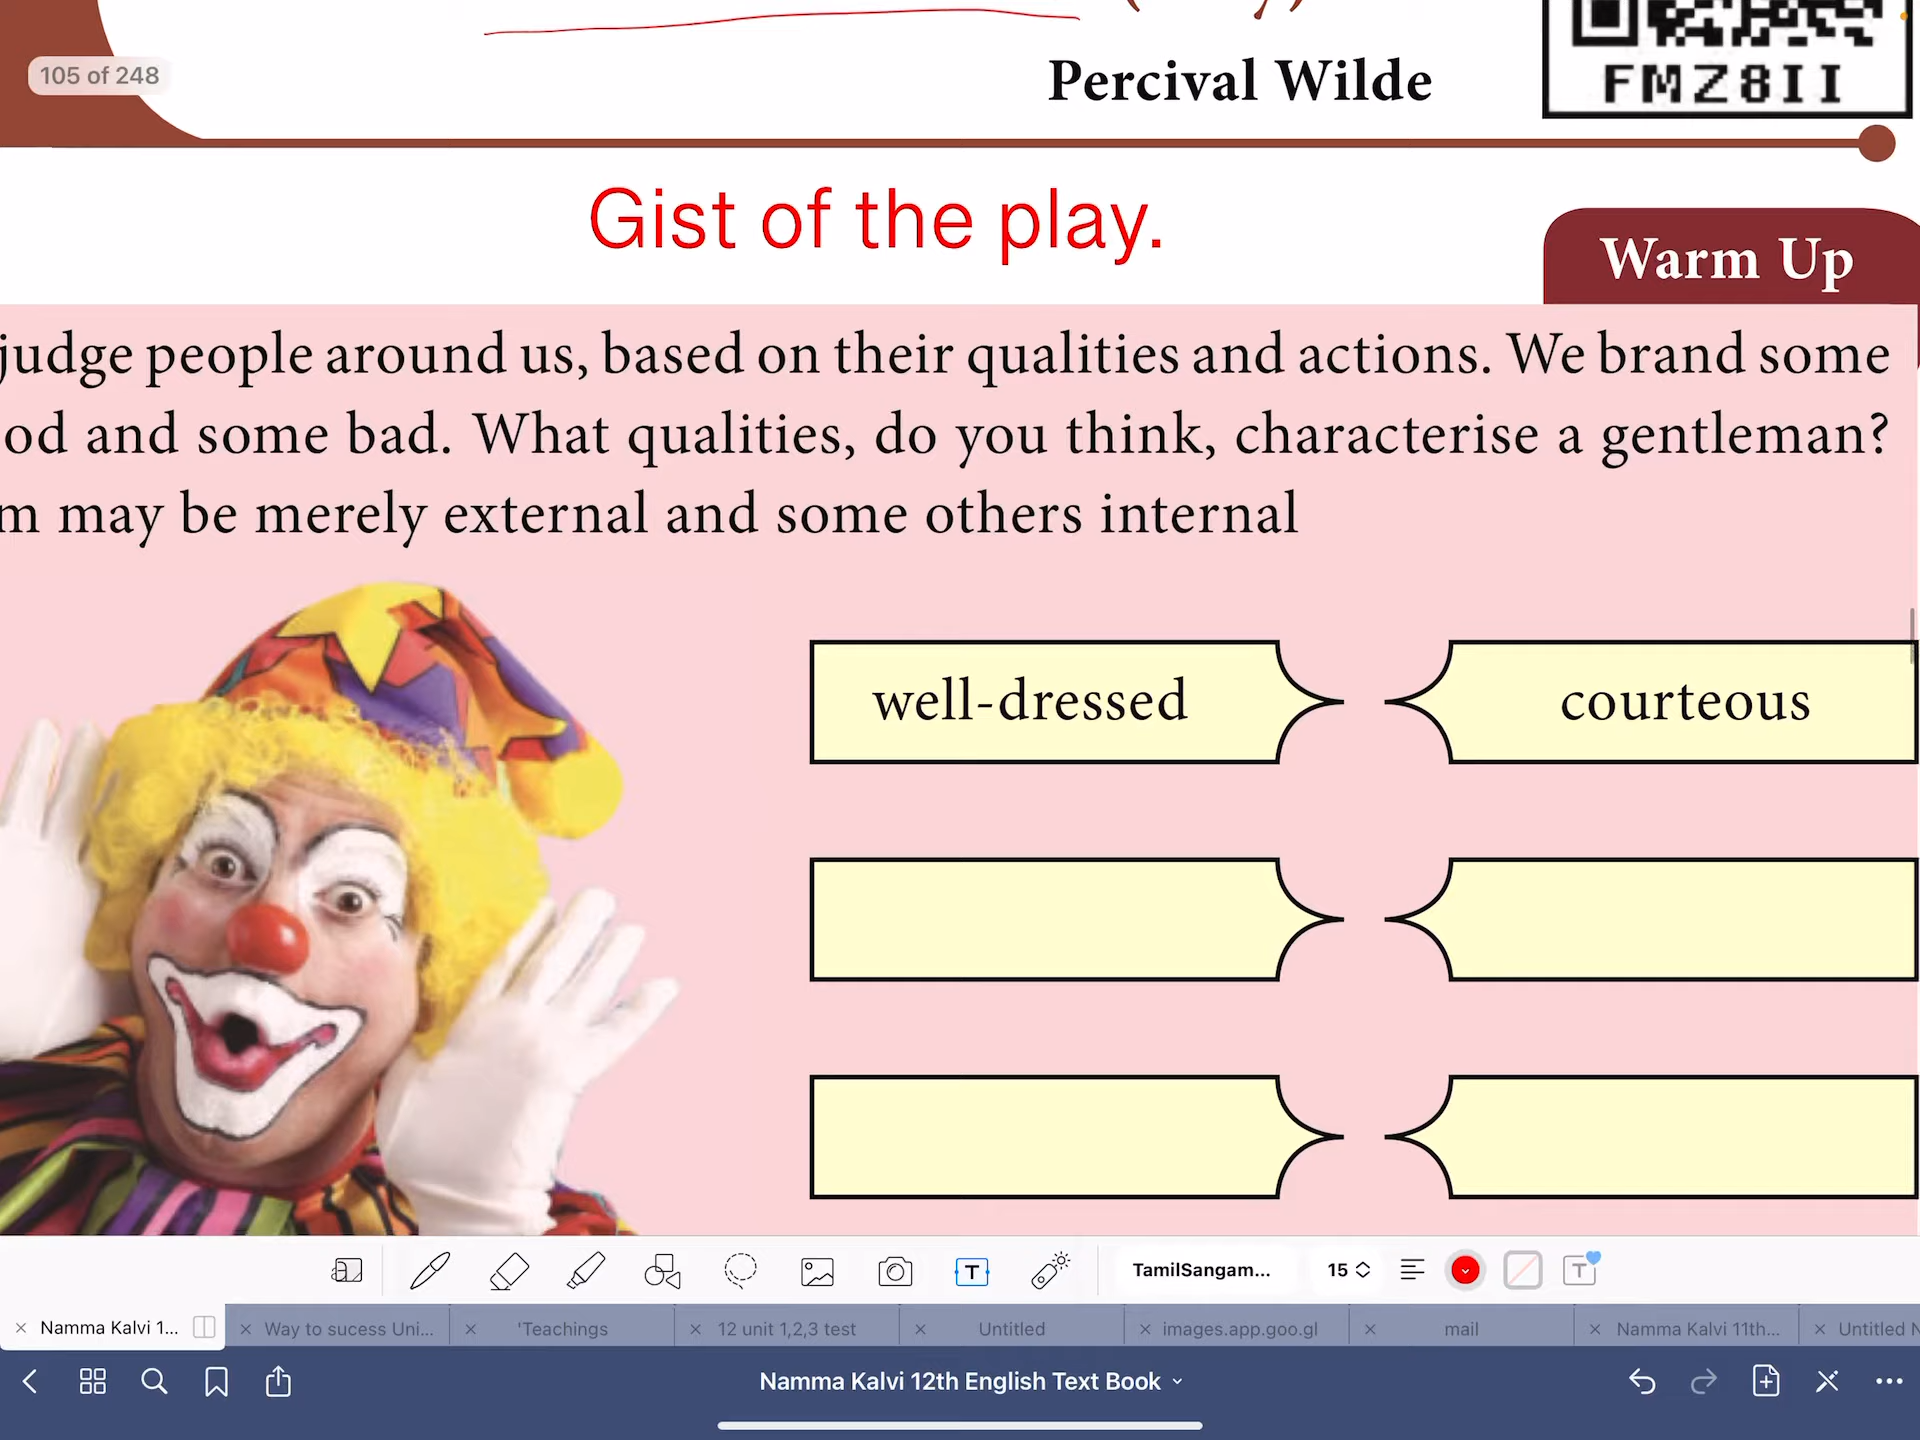 105 of 248
Percival Wilde
FMZ8II
Gist of the play.
Warm Up
judge people around us, based on their qualities and actions. We brand some
od and some bad. What qualities, do you think, characterise a gentleman?
m may be merely external and some others internal
well-dressed
courteous
TamilSangam...
15
Namma Kalvi 1...
Way to sucess Uni...
'Teachings
12 unit 1,2,3 test
Untitled
images.app.goo.gl
mail
Namma Kalvi 11th...
Untitled N
Namma Kalvi 12th English Text Book